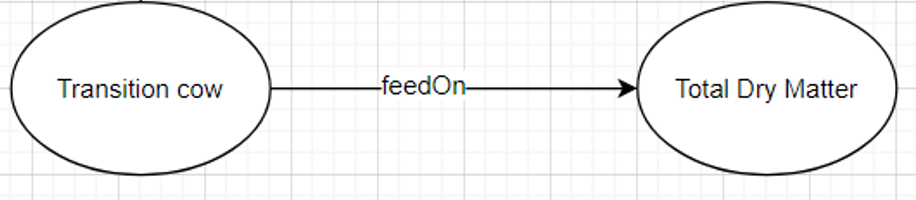 Transition cow
feedOn
Total Dry Matter